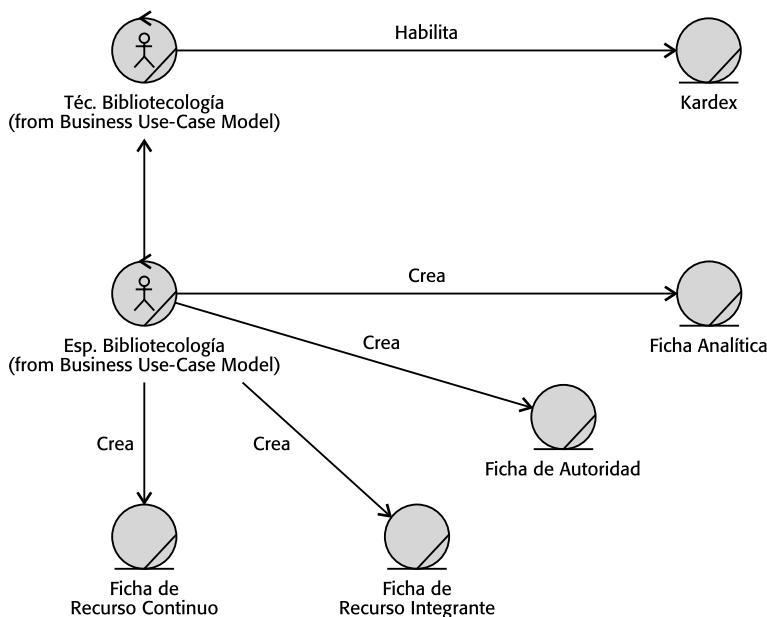 Habilita
Téc. Bibliotecología
(from Business Use-Case Model)
Kardex
Crea
Esp. Bibliotecología
(from Business Use-Case Model)
Crea
Ficha Analítica
Crea
Crea
Ficha de Autoridad
Ficha de
Recurso Continuo
Ficha de
Recurso Integrante